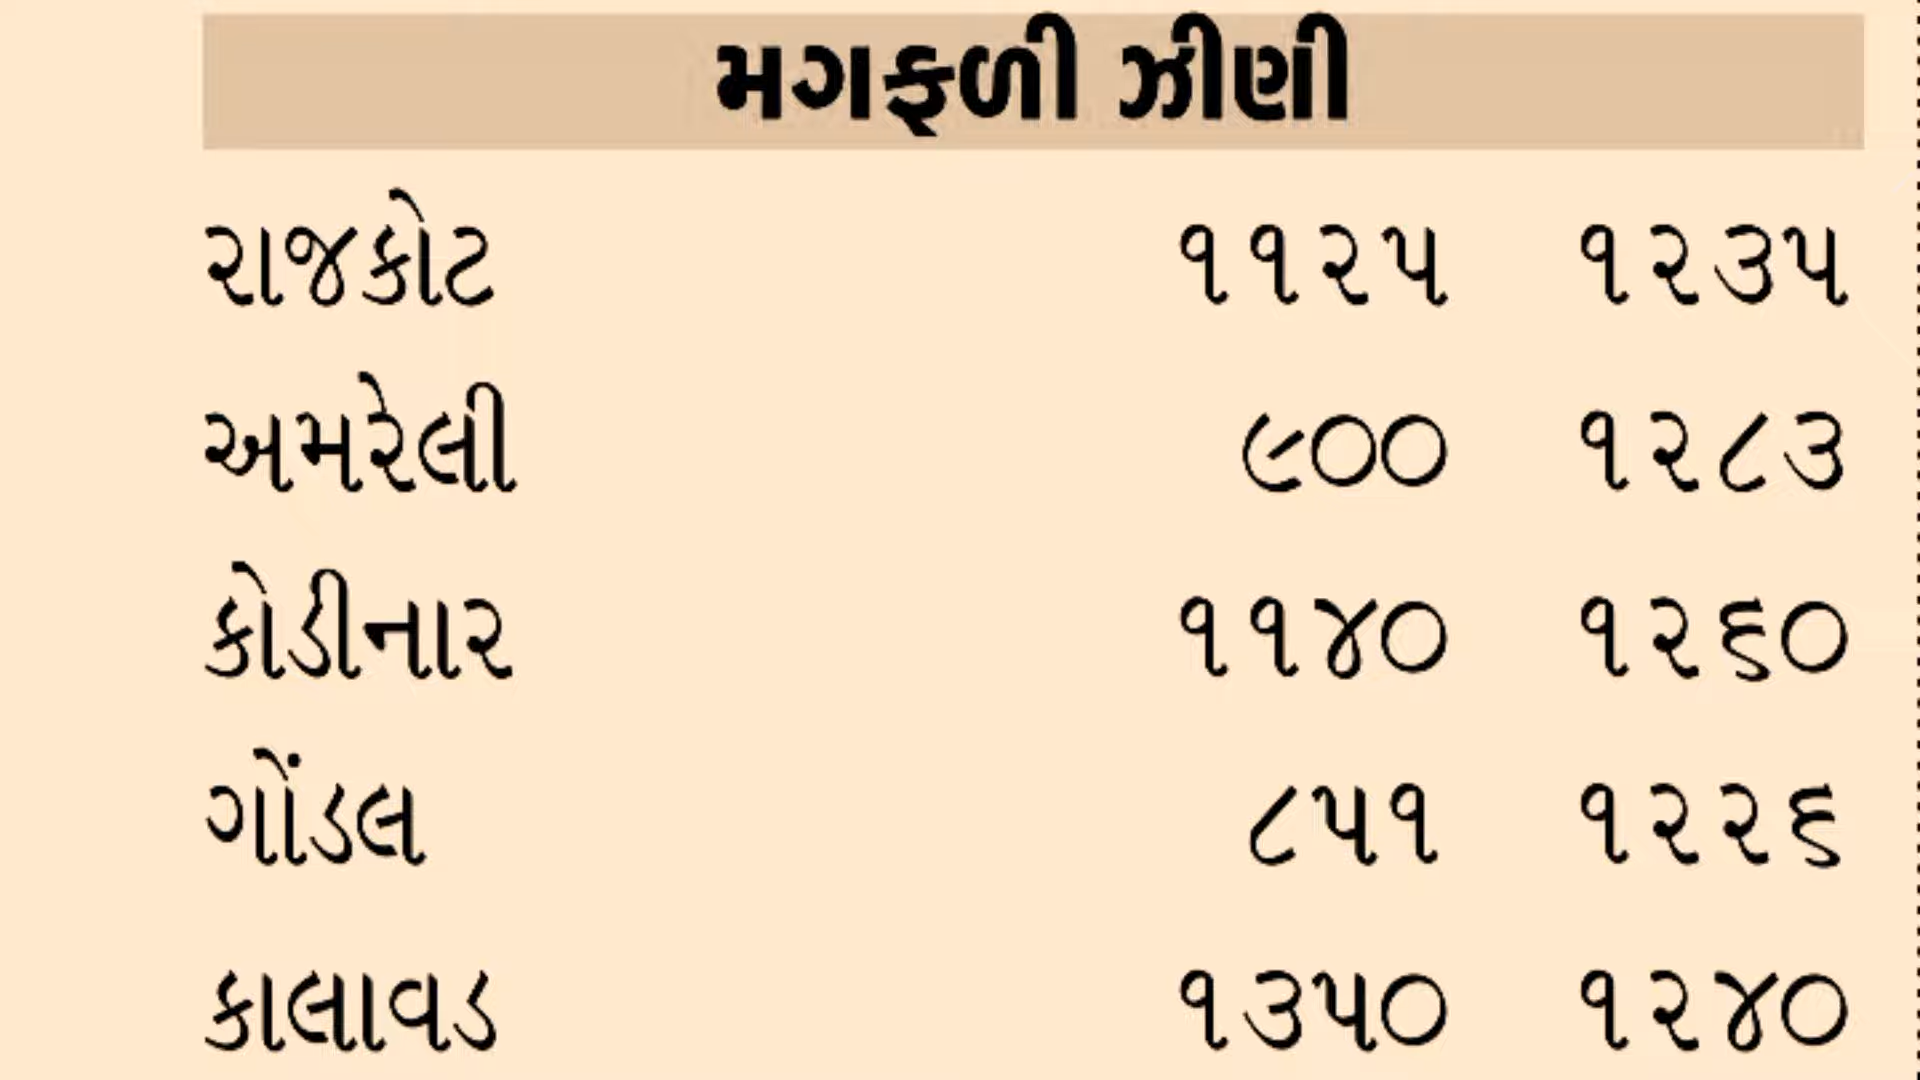 મગફળી ઝીણી
રાજકોટ ૧૧૨૫ ૧૨૩૫
અમરેલી ૯૦૦ ૧૨૮૩
કોડીનાર ૧૧૪૦ ૧૨૬૦
ગોંડલ ૮૫૧ ૧૨૨૬
કાલાવડ ૧૩૫૦ ૧૨૪૦